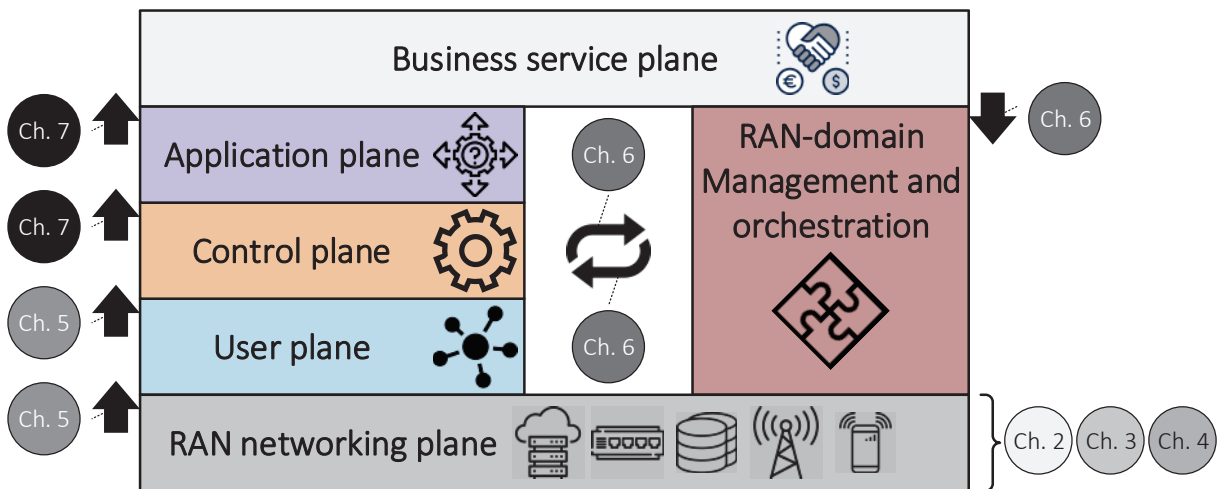 Business service plane
€ $
Ch. 7
Application plane
?
Ch. 6
RAN-domain
Management and
orchestration
Ch. 6
Ch. 7
Control plane
Ch. 5
User plane
Ch. 6
Ch. 5
RAN networking plane
Ch. 2 Ch. 3 Ch. 4